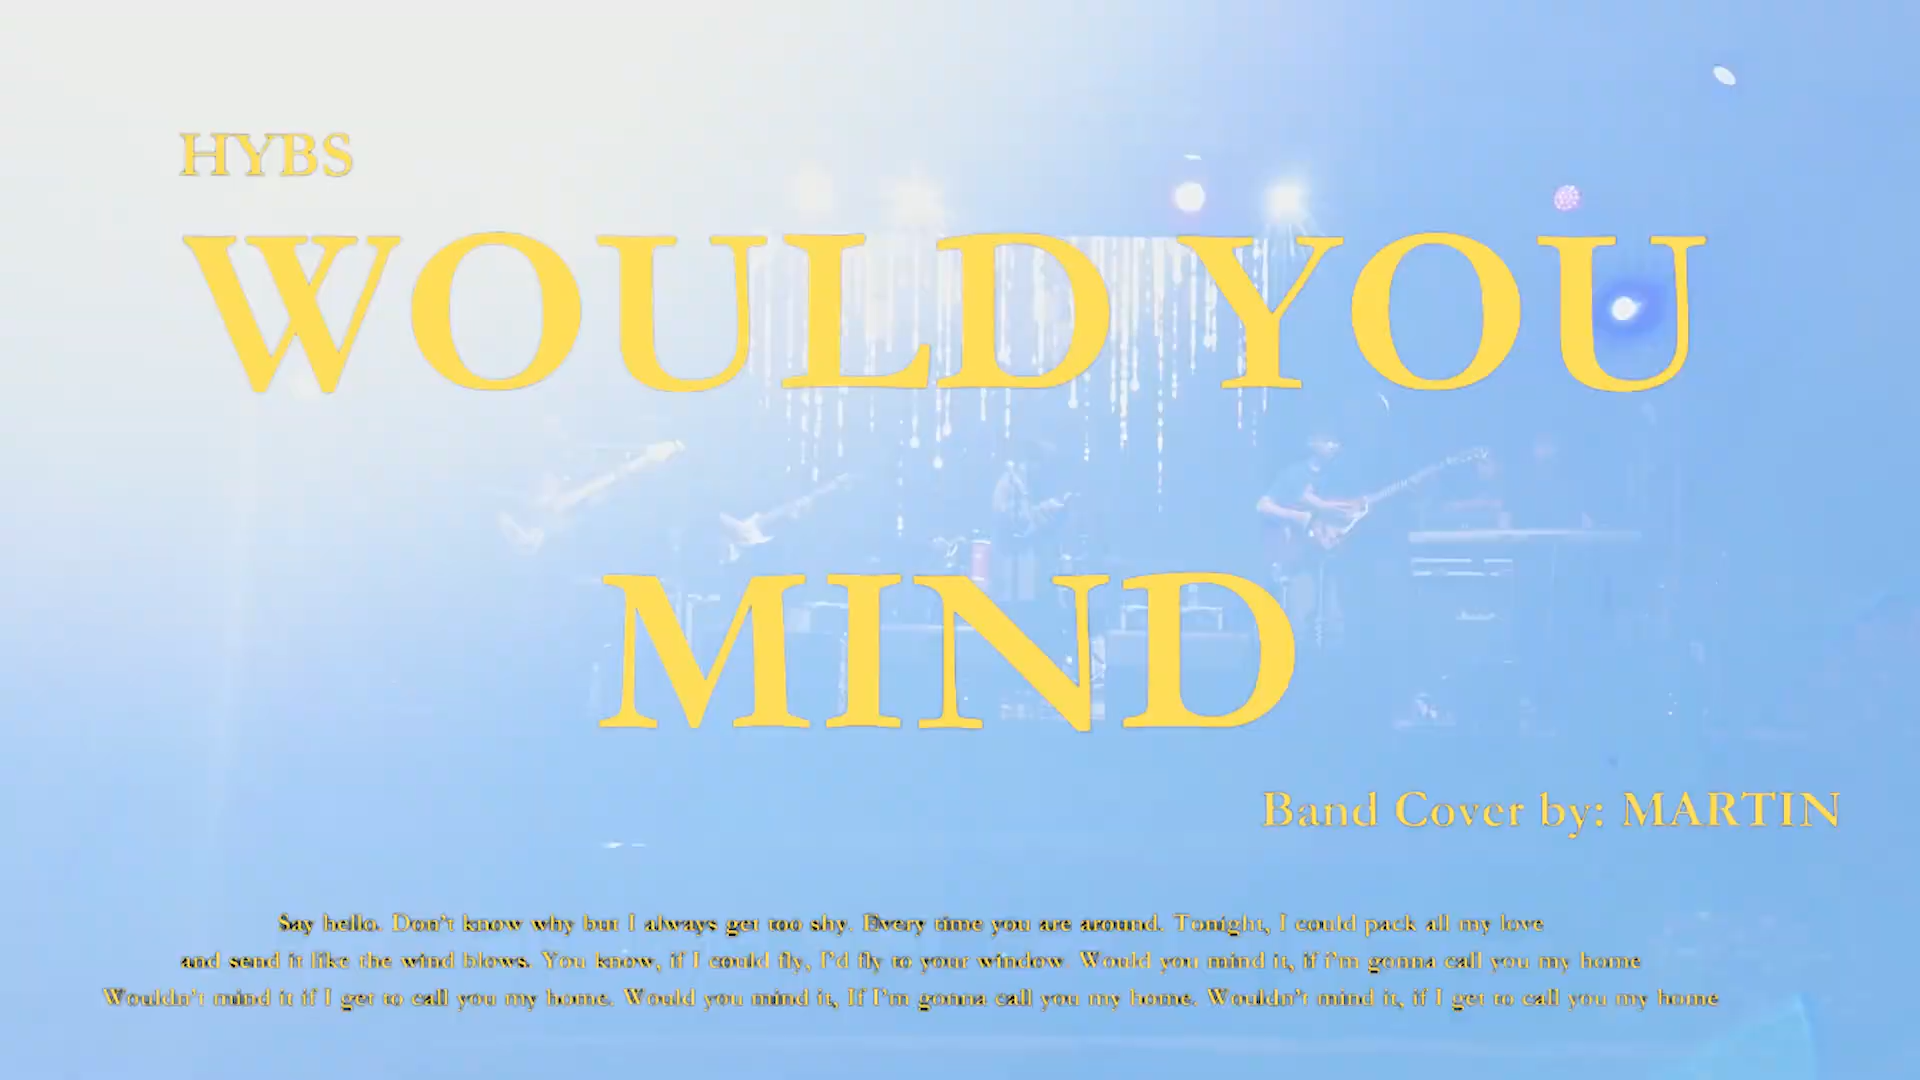 HYBS
WOULD YOU
MIND
Band Cover by: MARTIN
Say hello. Don't know why but I always get too shy. Every time you are around. Tonight, I could pack all my love
and send it like the wind blows. You know, if I could fly, I'd fly to your window. Would you mind it, if i'm gonna call you my home
Wouldn't mind it if I get to call you my home. Would you mind it, If I'm gonna call you my home. Wouldn't mind it, if I get to call you my home